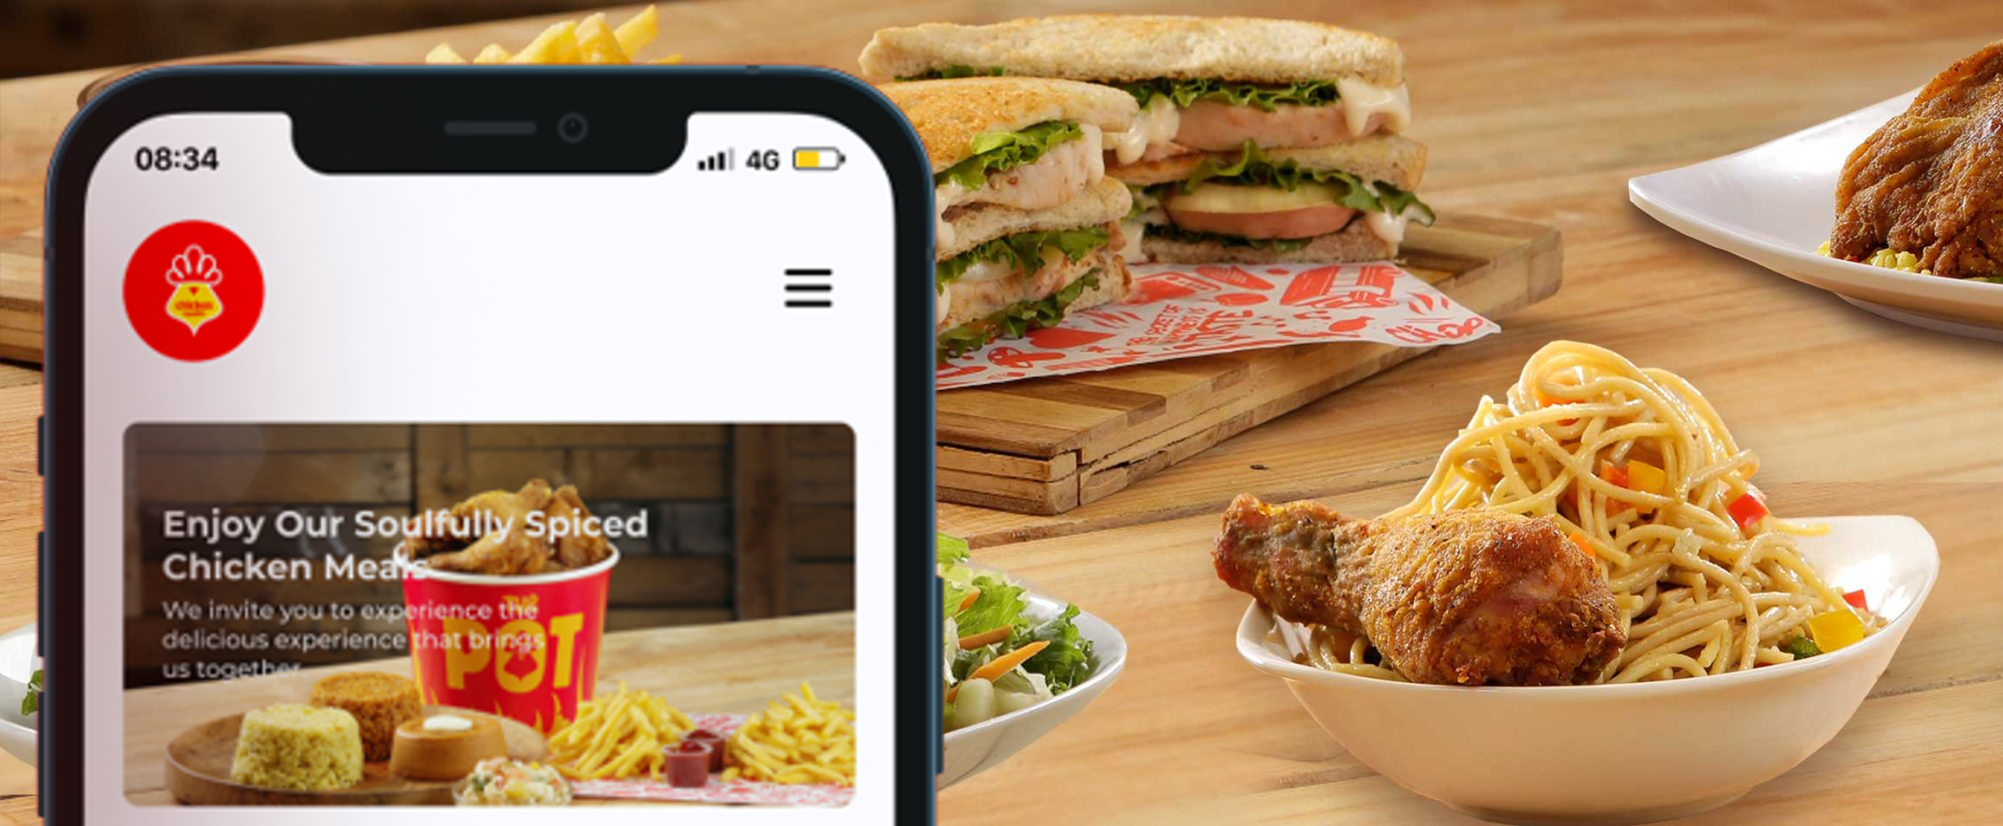 08:34
4G
chicken
Enjoy Our Soulfully Spiced
Chicken Meals
We invite you to experience the
delicious experience that brings
us together
POT